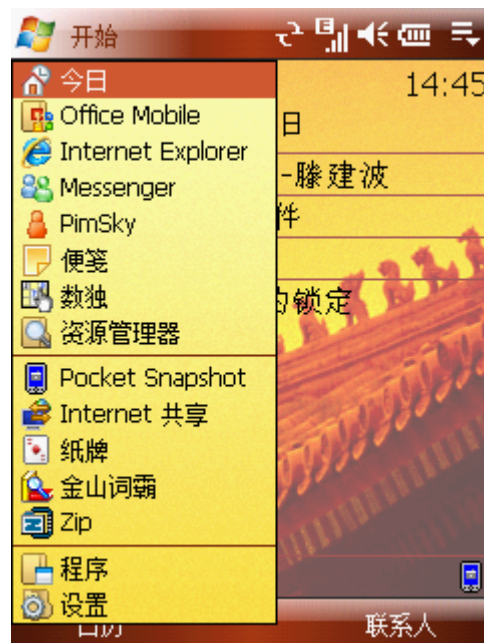 开始
E
今日
14:45
Office Mobile
日
Internet Explorer
-滕建波
Messenger
PimSky
件
便笺
数独
的锁定
资源管理器
Pocket Snapshot
Internet 共享
纸牌
金山词霸
Zip
程序
设置
日历
联系人